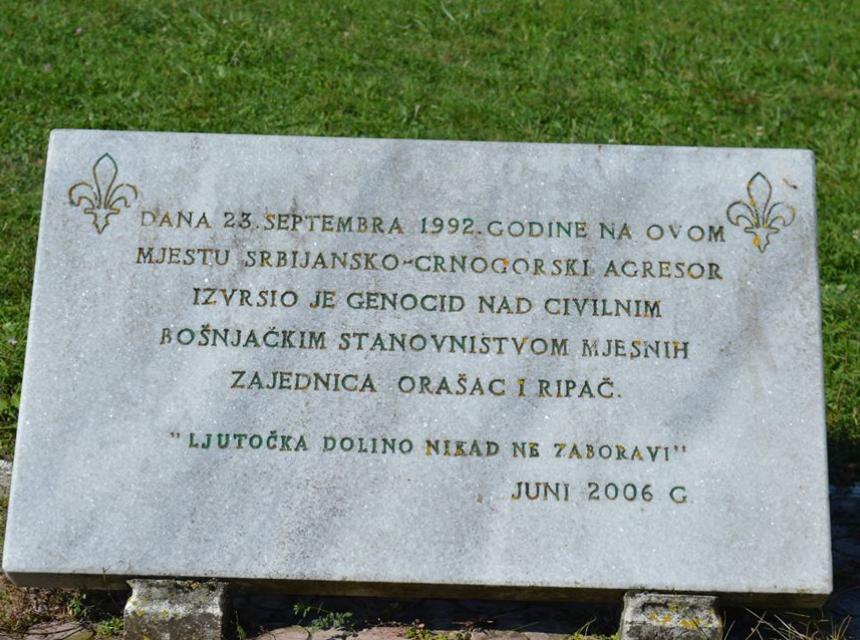 DANA 23. SEPTEMBRA 1992. GODINE NA OVOM
MJESTU SRBIJANSKO-CRNOGORSKI AGRESOR
IZVRSIO JE GENOCID NAD CIVILNIM
BOŠNJAČKIM STANOVNIŠTVOM MJESNIH
ZAJEDNICA ORAŠAC I RIPAČ.
"LJUTOČKA DOLINO NIKAD NE ZABORAVI"
JUNI 2006 G